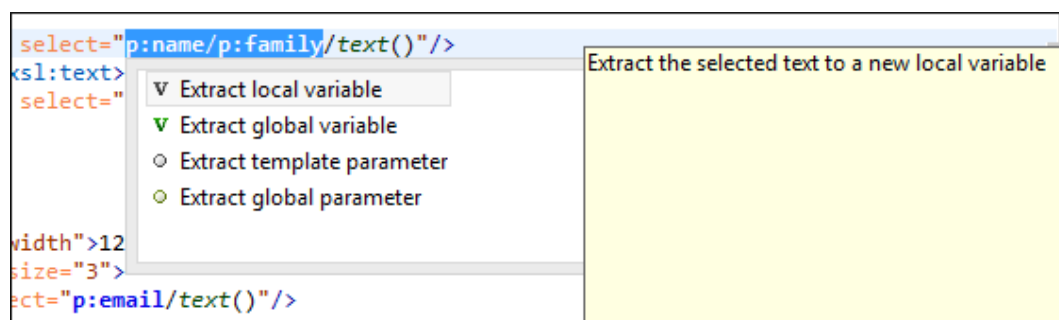 select="p:name/p:family/text()"/>
xsl:text>
select="
Extract local variable
Extract global variable
Extract template parameter
Extract global parameter
Extract the selected text to a new local variable
width">12
size="3">
ect="p:email/text()"/>